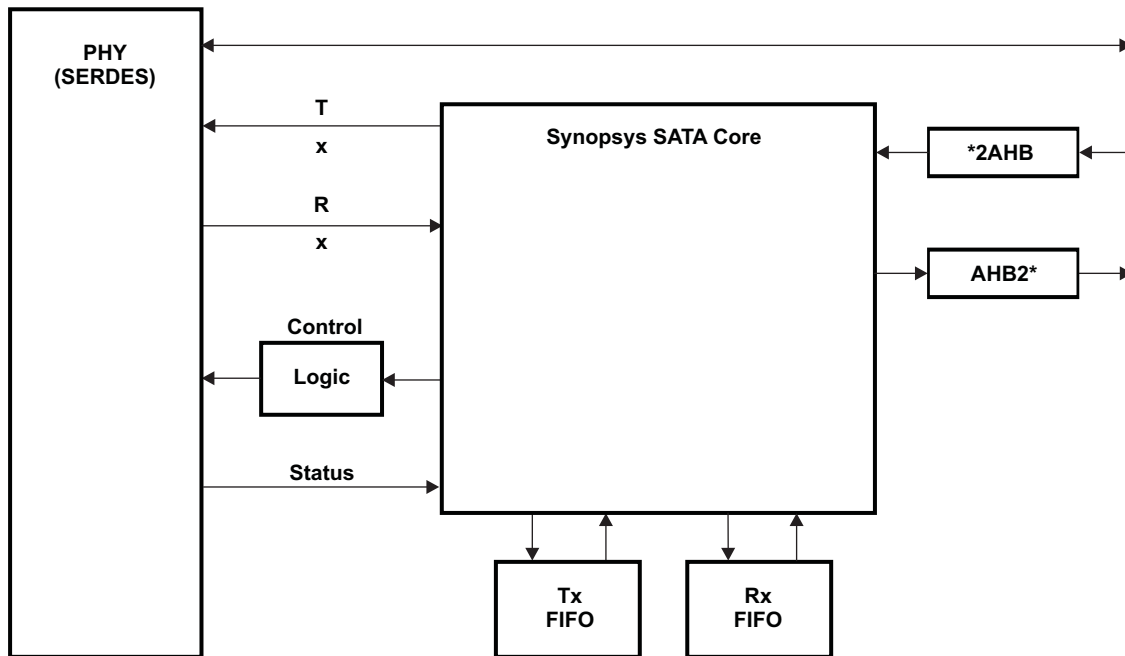 PHY
(SERDES)
T
x
Synopsys SATA Core
*2AHB
R
x
AHB2*
Control
Logic
Status
Tx
FIFO
Rx
FIFO